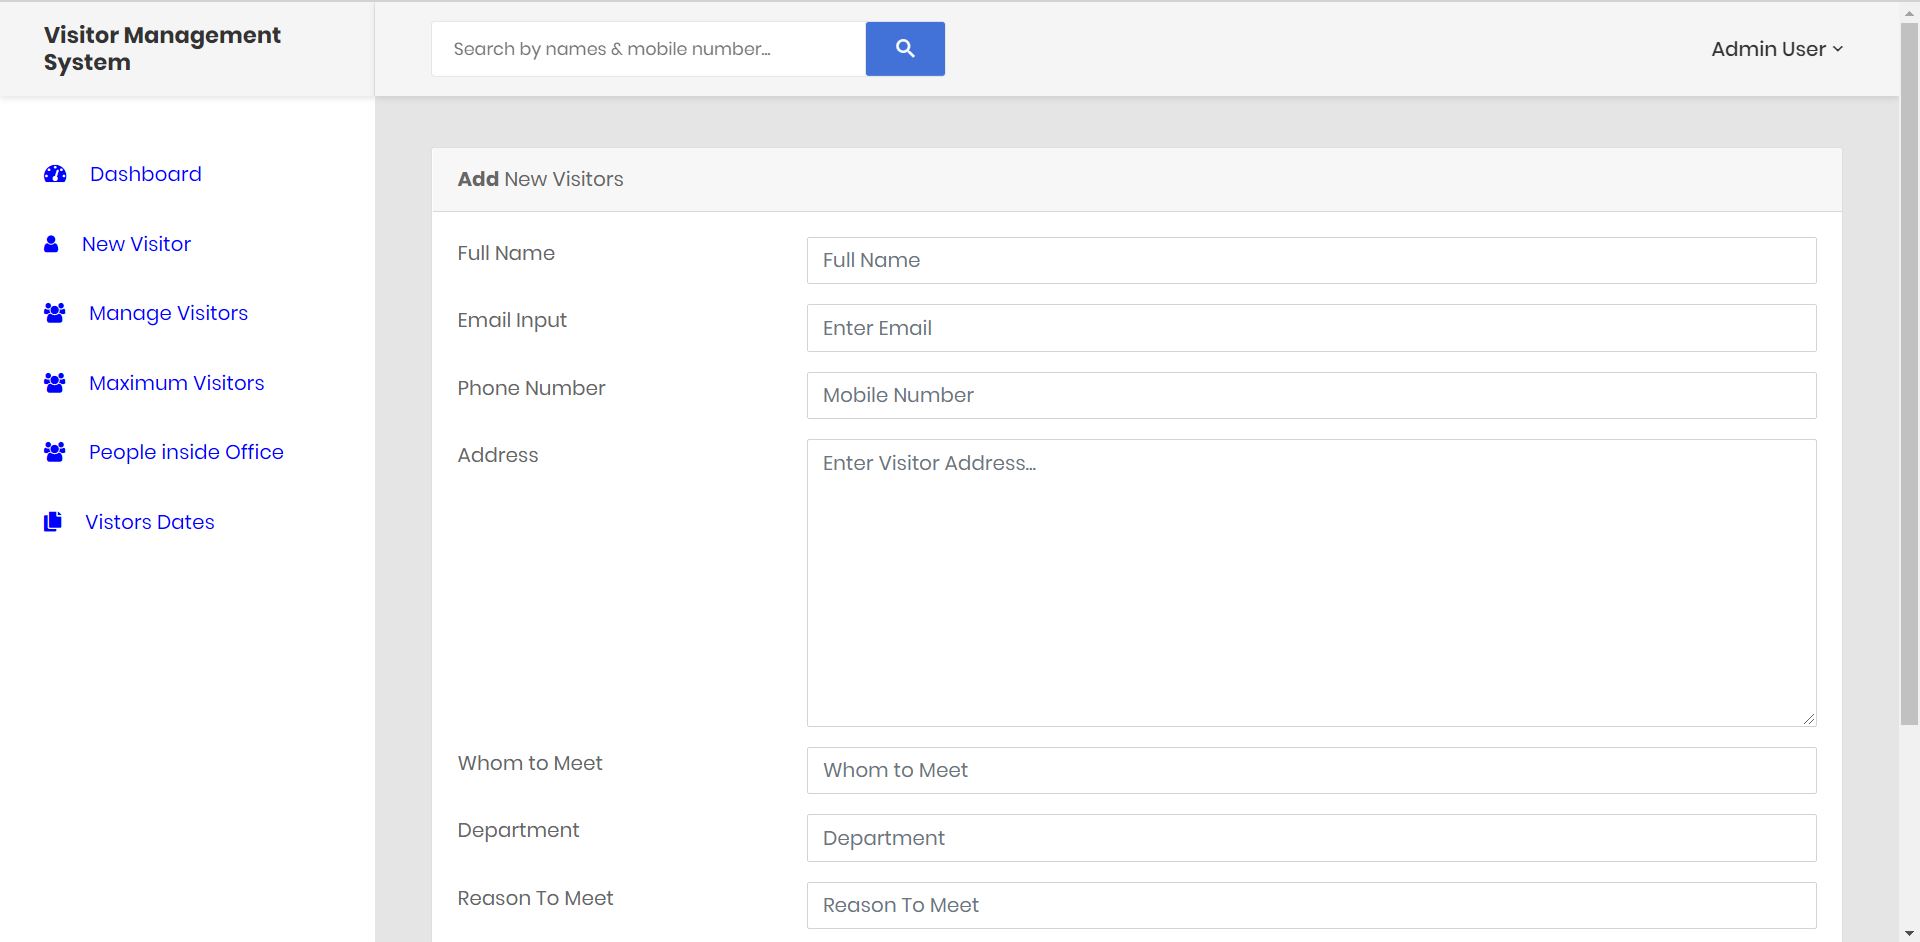 Visitor Management
System
Search by names & mobile number...
Admin User
Dashboard
New Visitor
Manage Visitors
Maximum Visitors
People inside Office
Vistors Dates
Add New Visitors
Full Name
Full Name
Email Input
Enter Email
Phone Number
Mobile Number
Address
Enter Visitor Address...
Whom to Meet
Whom to Meet
Department
Department
Reason To Meet
Reason To Meet